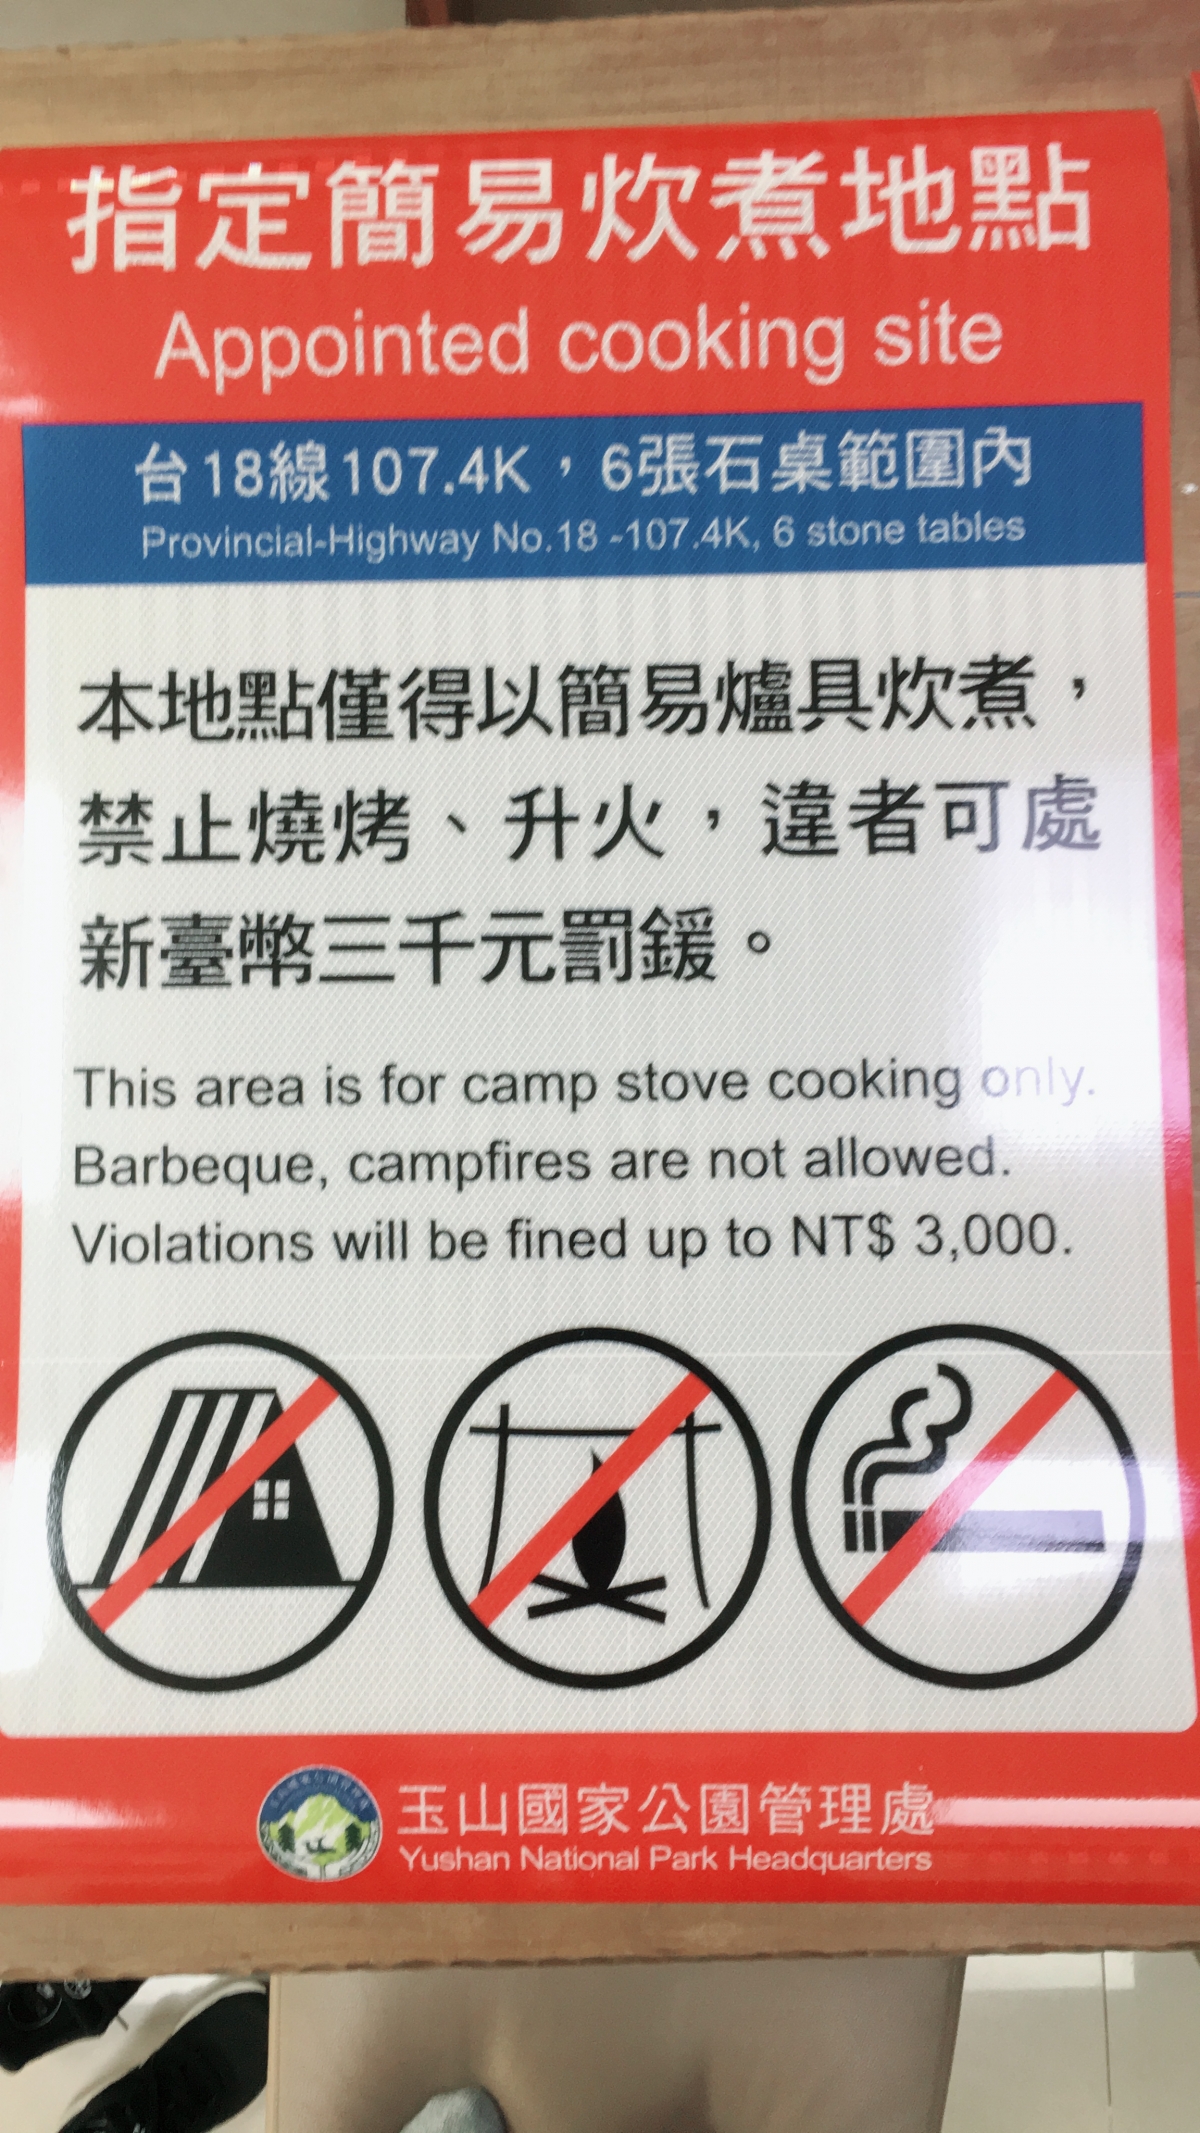 指定簡易炊煮地點
Appointed cooking site
台18線107.4K，6張石桌範圍內
Provincial-Highway No.18 -107.4K, 6 stone tables
本地點僅得以簡易爐具炊煮，
禁止燒烤、升火，違者可處
新臺幣三千元罰鍰。
This area is for camp stove cooking only.
Barbeque, campfires are not allowed.
Violations will be fined up to NT$ 3,000.
玉山國家公園管理處
Yushan National Park Headquarters